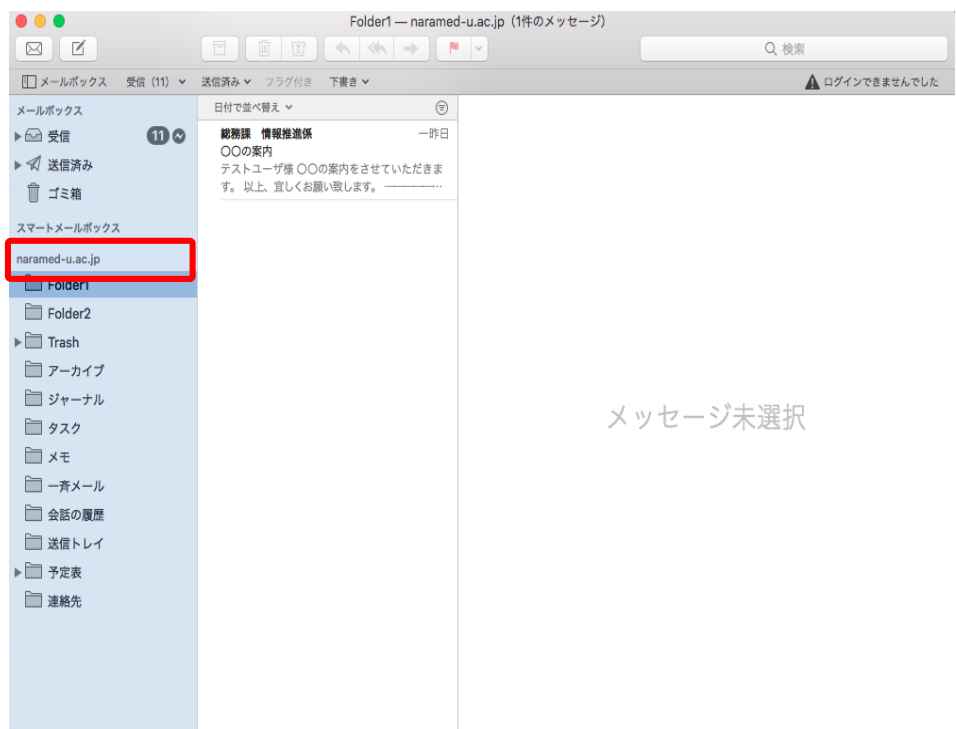 Folder1 — naramed-u.ac.jp（1件のメッセージ）
検索
メールボックス 受信 (11) 送信済み フラグ付き 下書き
ログインできませんでした
メールボックス
受信 11
送信済み
ゴミ箱
スマートメールボックス
naramed-u.ac.jp
Folder1
Folder2
Trash
アーカイブ
ジャーナル
タスク
メモ
一斉メール
会話の履歴
送信トレイ
予定表
連絡先
日付で並べ替え
総務課 情報推進係 一昨日
〇〇の案内
テストユーザ様 〇〇の案内をさせていただきま
す。 以上、宜しくお願い致します。 ――――…
メッセージ未選択